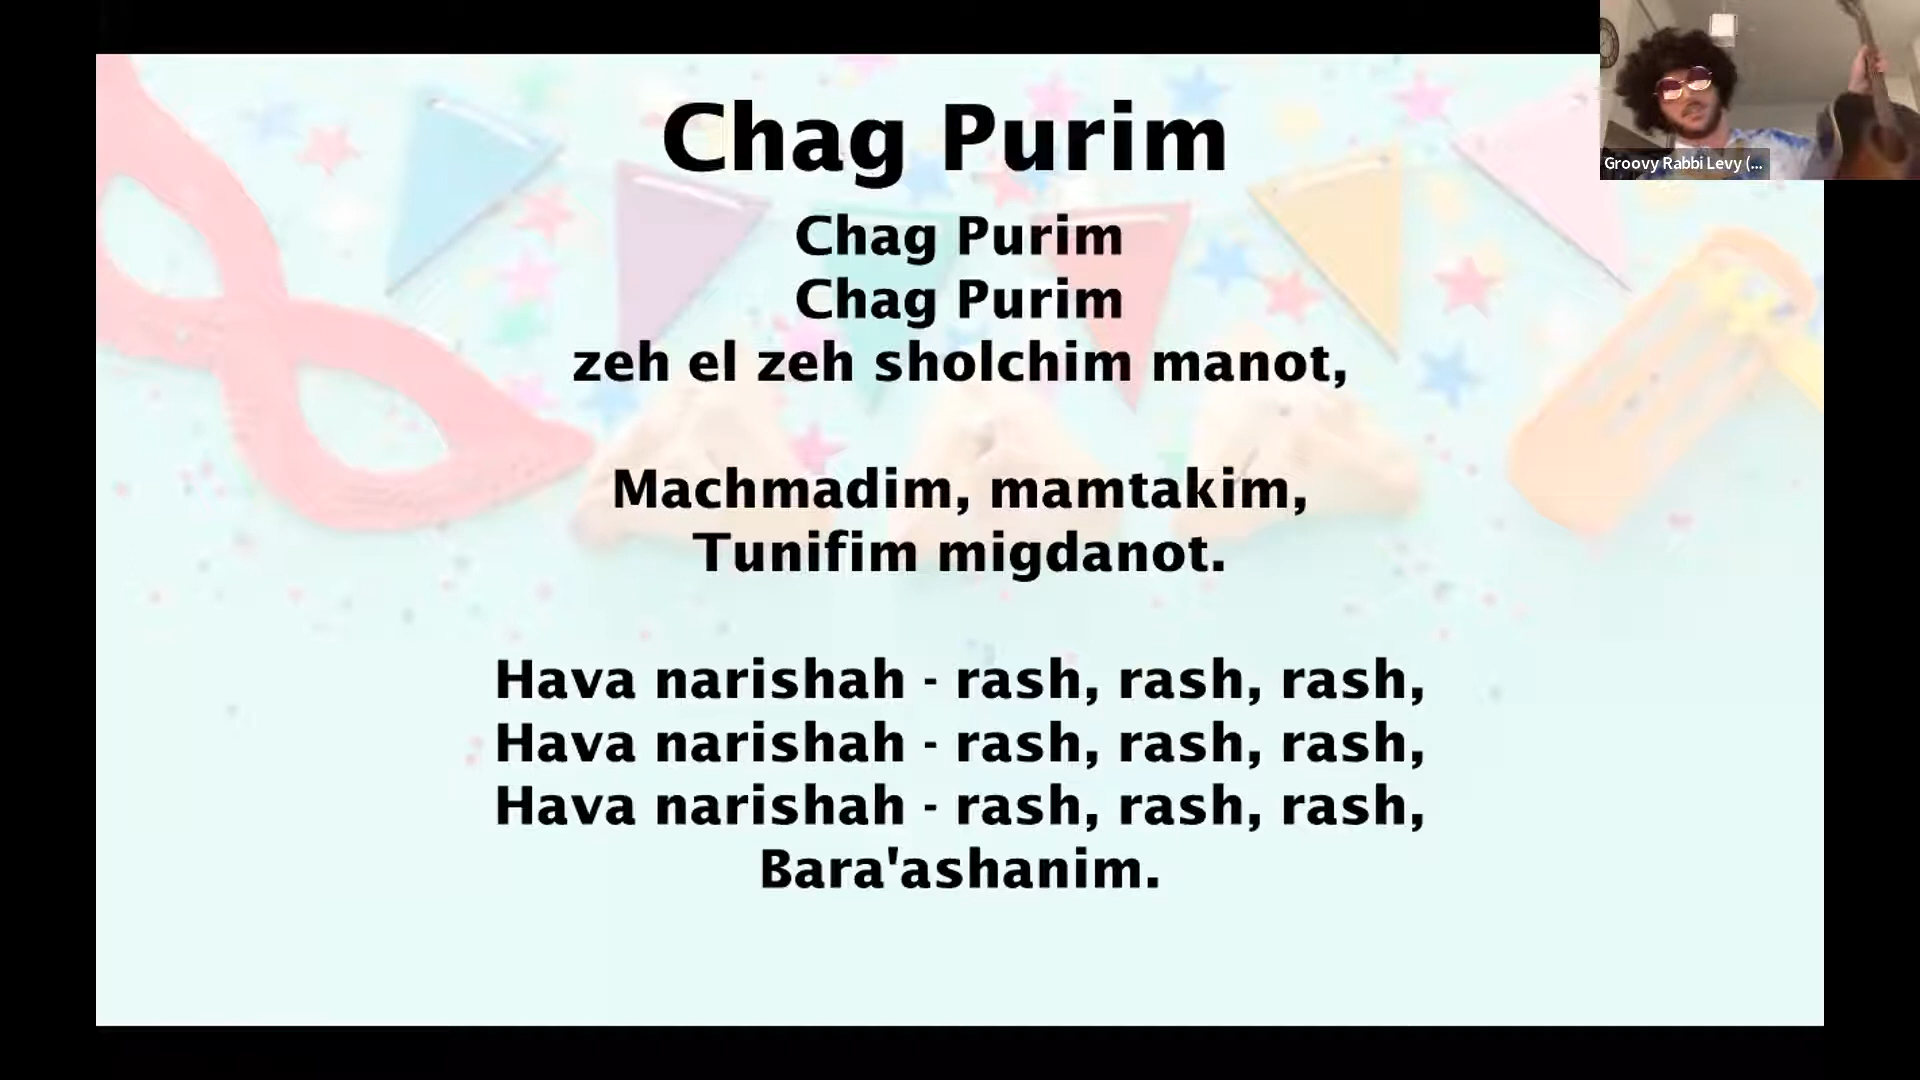 Chag Purim
Chag Purim
Chag Purim
zeh el zeh sholchim manot,
Machmadim, mamtakim,
Tunifim migdanot.
Hava narishah - rash, rash, rash,
Hava narishah - rash, rash, rash,
Hava narishah - rash, rash, rash,
Bara'ashanim.
Groovy Rabbi Levy (...